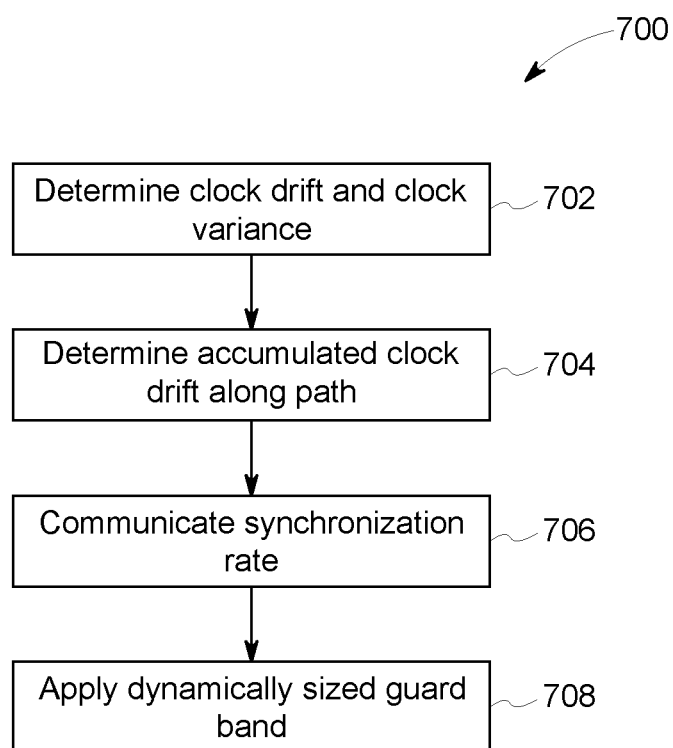 700
Determine clock drift and clock
variance
702
Determine accumulated clock
drift along path
704
Communicate synchronization
rate
706
Apply dynamically sized guard
band
708